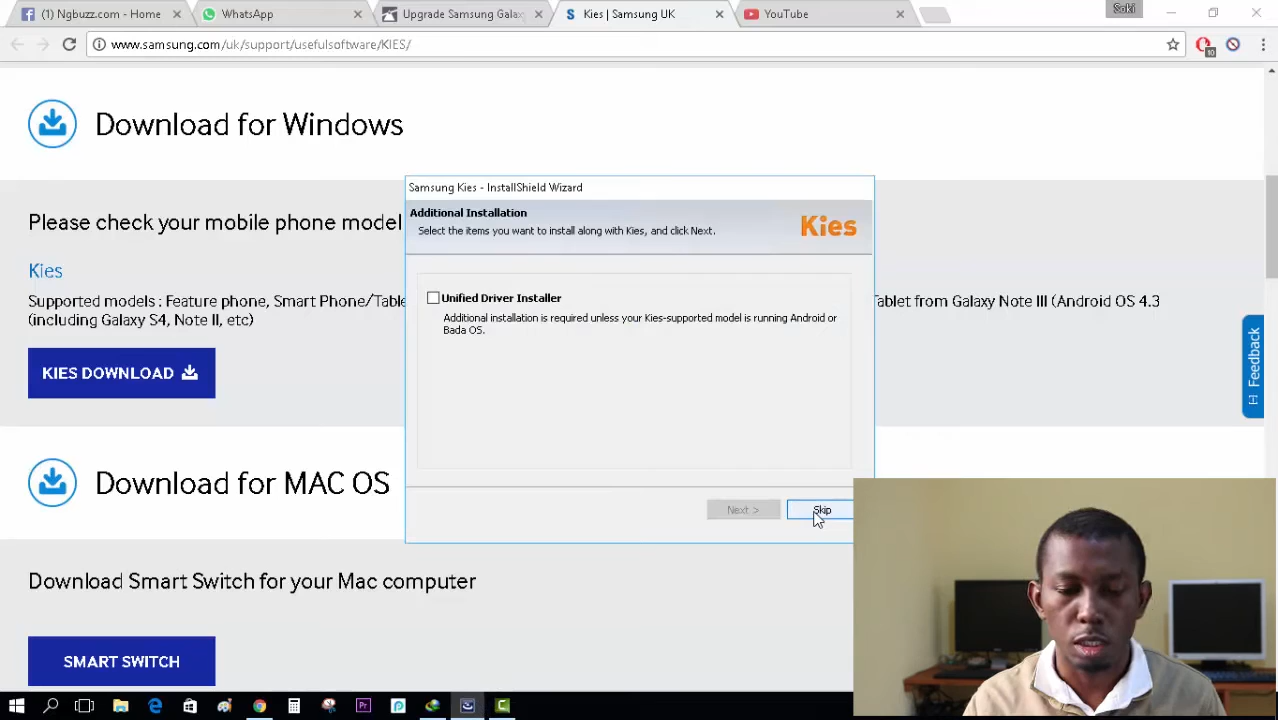 Ngbuzz.com - Home
WhatsApp
Upgrade Samsung Galax
Kies | Samsung UK
YouTube
Soki
www.samsung.com/uk/support/usefulsoftware/KIES/
10
Download for Windows
Please check your mobile phone model
Kies
Supported models : Feature phone, Smart Phone/Table
(including Galaxy S4, Note II, etc)
Tablet from Galaxy Note III (Android OS 4.3
KIES DOWNLOAD
Samsung Kies - InstallShield Wizard
Additional Installation
Select the items you want to install along with Kies, and click Next.
Kies
Unified Driver Installer
Additional installation is required unless your Kies-supported model is running Android or
Bada OS.
Next >
Skip
Feedback
Download for MAC OS
Download Smart Switch for your Mac computer
SMART SWITCH
Pr